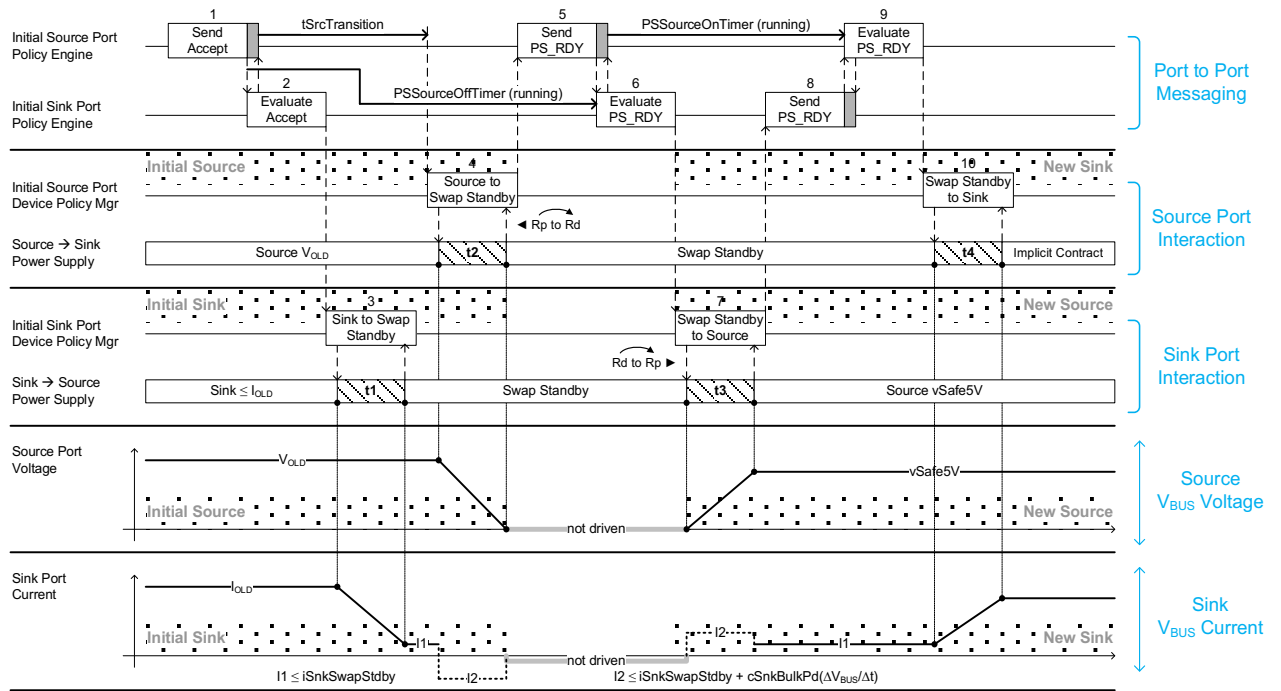 1
Send
Accept
tSrcTransition
5
Send
PS_RDY
PSSourceOnTimer (running)
9
Evaluate
PS_RDY
Initial Source Port
Policy Engine
2
Evaluate
Accept
PSSourceOffTimer (running)
6
Evaluate
PS_RDY
8
Send
PS_RDY
Initial Sink Port
Policy Engine
Port to Port
Messaging
Initial Source
4
10
New Sink
Initial Source Port
Device Policy Mgr
Source to
Swap Standby
Swap Standby
to Sink
◄ Rp to Rd
Source → Sink
Power Supply
Source VOLD
t2
Swap Standby
t4
Implicit Contract
Source Port
Interaction
Initial Sink
3
7
New Source
Initial Sink Port
Device Policy Mgr
Sink to Swap
Standby
Swap Standby
to Source
Rd to Rp ►
Sink → Source
Power Supply
Sink ≤ IOLD
t1
Swap Standby
t3
Source vSafe5V
Sink Port
Interaction
Source Port
Voltage
VOLD
vSafe5V
Initial Source
not driven
New Source
Source
VBUS Voltage
Sink Port
Current
IOLD
Initial Sink
I1
I2
not driven
I2
I1
New Sink
I1 ≤ iSnkSwapStdby
I2 ≤ iSnkSwapStdby + cSnkBulkPd(ΔVBUS/Δt)
Sink
VBUS Current